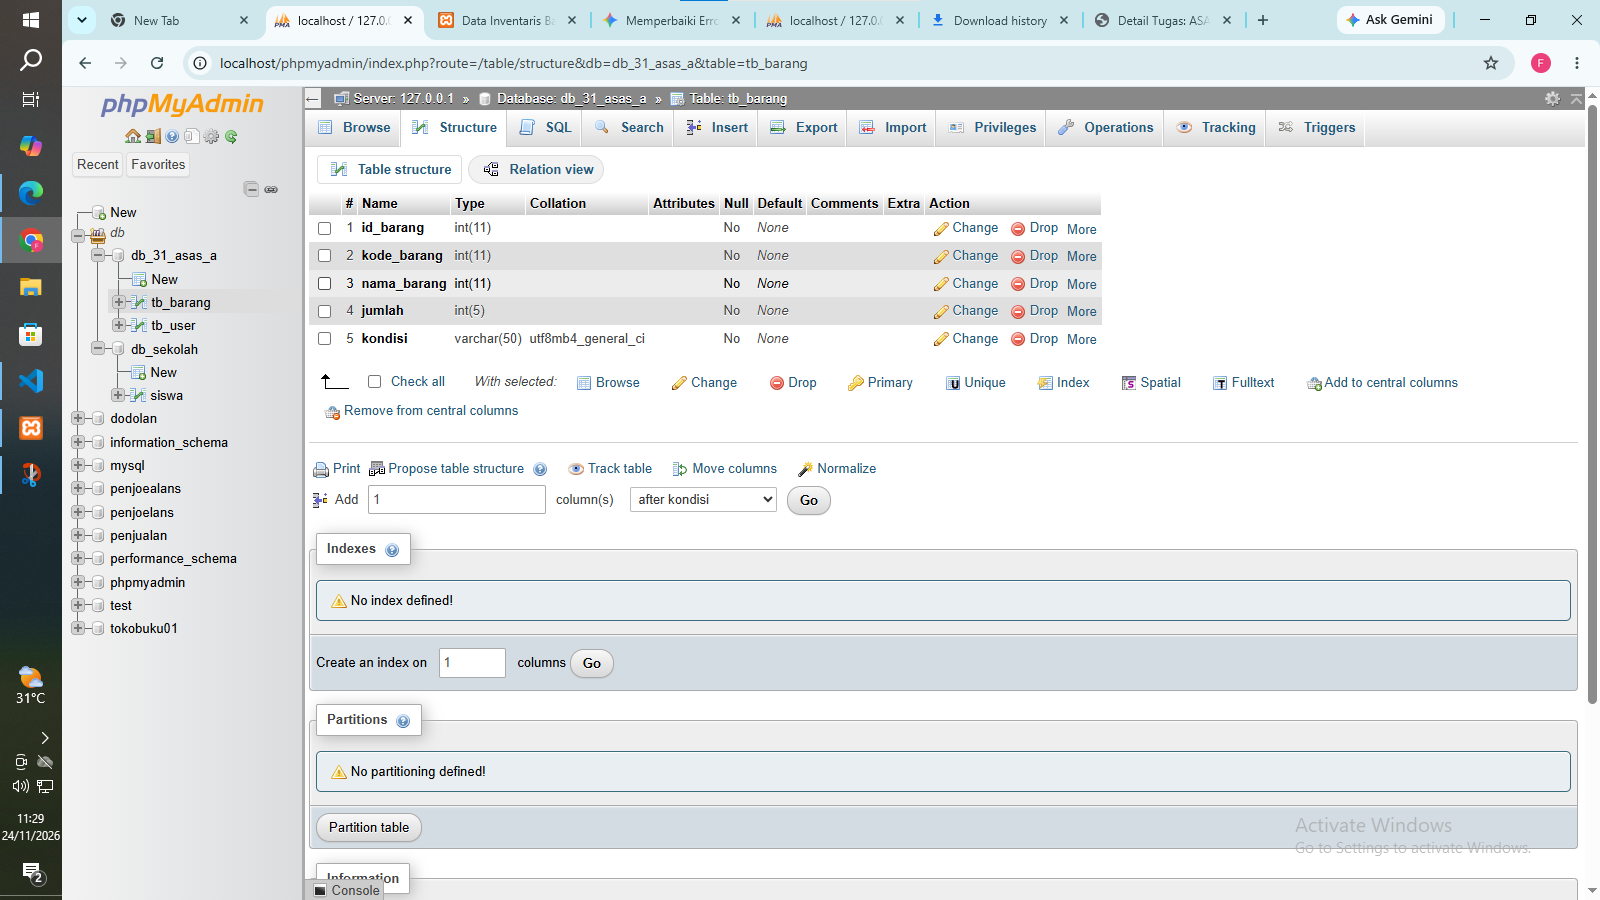 New Tab
localhost / 127.0.
Data Inventaris Ba
Memperbaiki Erro
localhost / 127.0.0
Download history
Detail Tugas: ASA
Ask Gemini
localhost/phpmyadmin/index.php?route=/table/structure&db=db_31_asas_a&table=tb_barang
F
phpMyAdmin
Recent
Favorites
New
db
db_31_asas_a
New
tb_barang
tb_user
db_sekolah
New
siswa
dodolan
information_schema
mysql
penjoealans
penjoelans
penjualan
performance_schema
phpmyadmin
test
tokobuku01
Server: 127.0.0.1 » Database: db_31_asas_a » Table: tb_barang
Browse Structure SQL Search Insert Export Import Privileges Operations Tracking Triggers
Table structure Relation view
# Name Type Collation Attributes Null Default Comments Extra Action
1 id_barang int(11) No None Change Drop More
2 kode_barang int(11) No None Change Drop More
3 nama_barang int(11) No None Change Drop More
4 jumlah int(5) No None Change Drop More
5 kondisi varchar(50) utf8mb4_general_ci No None Change Drop More
Check all With selected: Browse Change Drop Primary Unique Index Spatial Fulltext Add to central columns
Remove from central columns
Print Propose table structure Track table Move columns Normalize
Add 1 column(s) after kondisi Go
Indexes
No index defined!
Create an index on 1 columns Go
Partitions
No partitioning defined!
Partition table
Information
Console
Activate Windows
Go to Settings to activate Windows.
31°C
11:29
24/11/2026
2